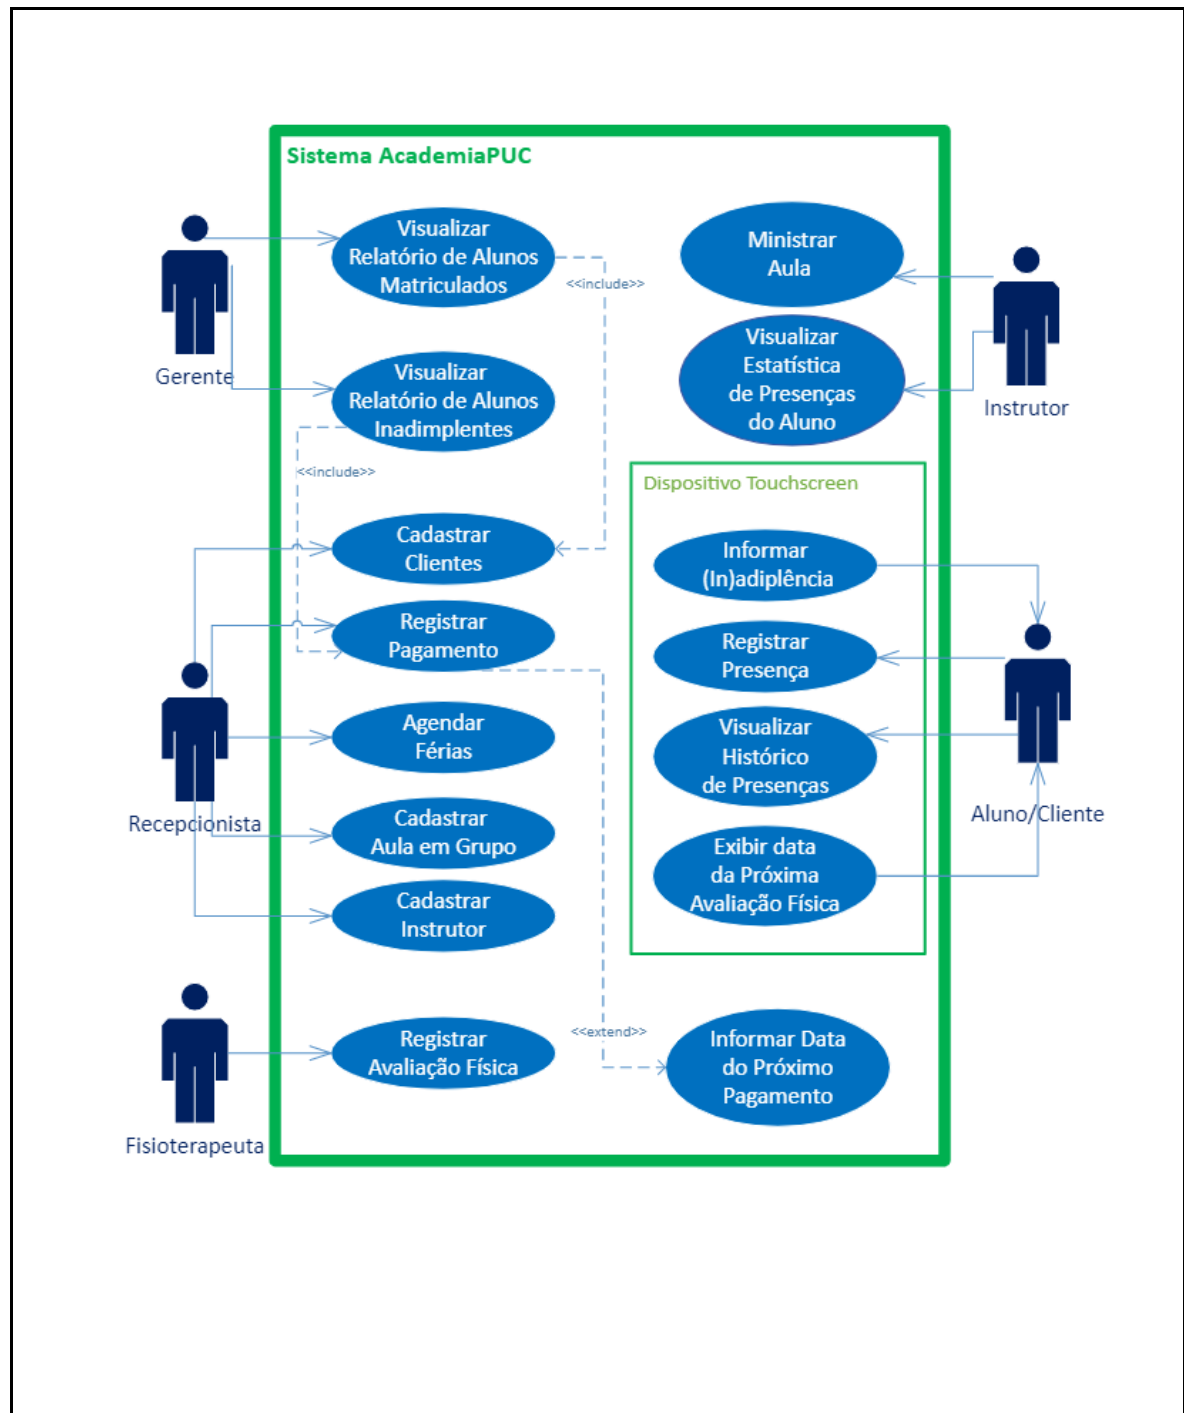 Sistema AcademiaPUC
Visualizar
Relatório de Alunos
Matriculados
<<include>>
Gerente
Visualizar
Relatório de Alunos
Inadimplentes
<<include>>
Cadastrar
Clientes
Registrar
Pagamento
Agendar
Férias
Recepcionista
Cadastrar
Aula em Grupo
Cadastrar
Instrutor
Registrar
Avaliação Física
Fisioterapeuta
<<extend>>
Ministrar
Aula
Visualizar
Estatística
de Presenças
do Aluno
Instrutor
Dispositivo Touchscreen
Informar
(In)adiplência
Registrar
Presença
Visualizar
Histórico
de Presenças
Aluno/Cliente
Exibir data
da Próxima
Avaliação Física
Informar Data
do Próximo
Pagamento